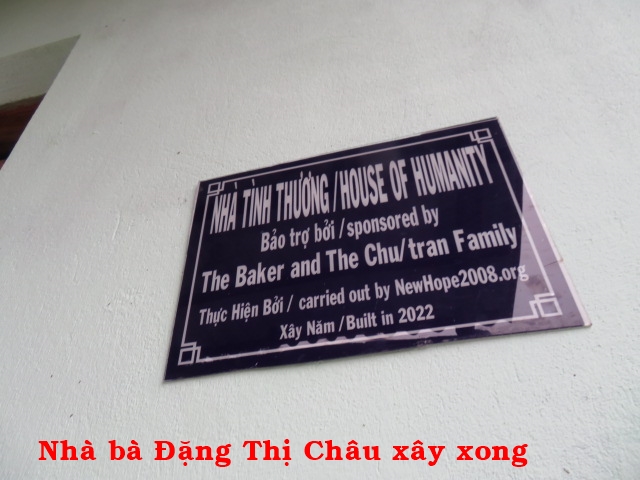 NHÀ TÌNH THƯƠNG / HOUSE OF HUMANITY
Bảo trợ bởi / sponsored by
The Baker and The Chu/tran Family
Thực Hiện Bởi / carried out by NewHope2008.org
Xây Năm / Built in 2022
Nhà bà Đặng Thị Châu xây xong